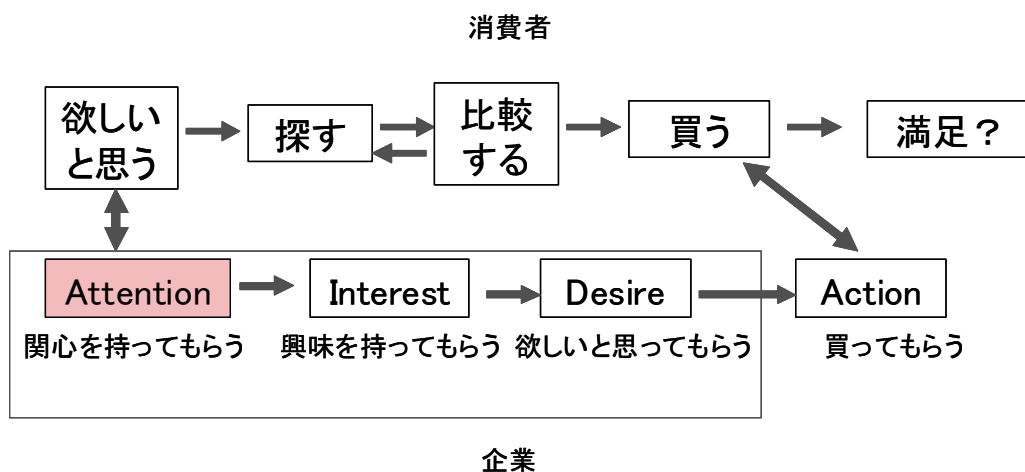 消費者
欲しい
と思う
探す
比較
する
買う
満足？
Attention
Interest
Desire
Action
関心を持ってもらう
興味を持ってもらう
欲しいと思ってもらう
買ってもらう
企業